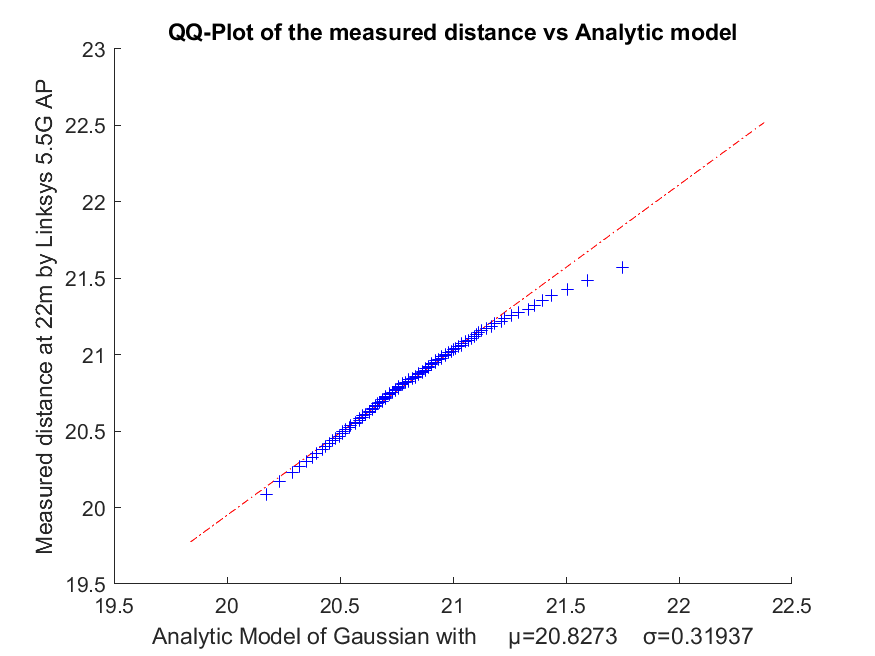 QQ-Plot of the measured distance vs Analytic model
Measured distance at 22m by Linksys 5.5G AP
23
22.5
22
21.5
21
20.5
20
19.5
19.5 20 20.5 21 21.5 22 22.5
Analytic Model of Gaussian with μ=20.8273 σ=0.31937